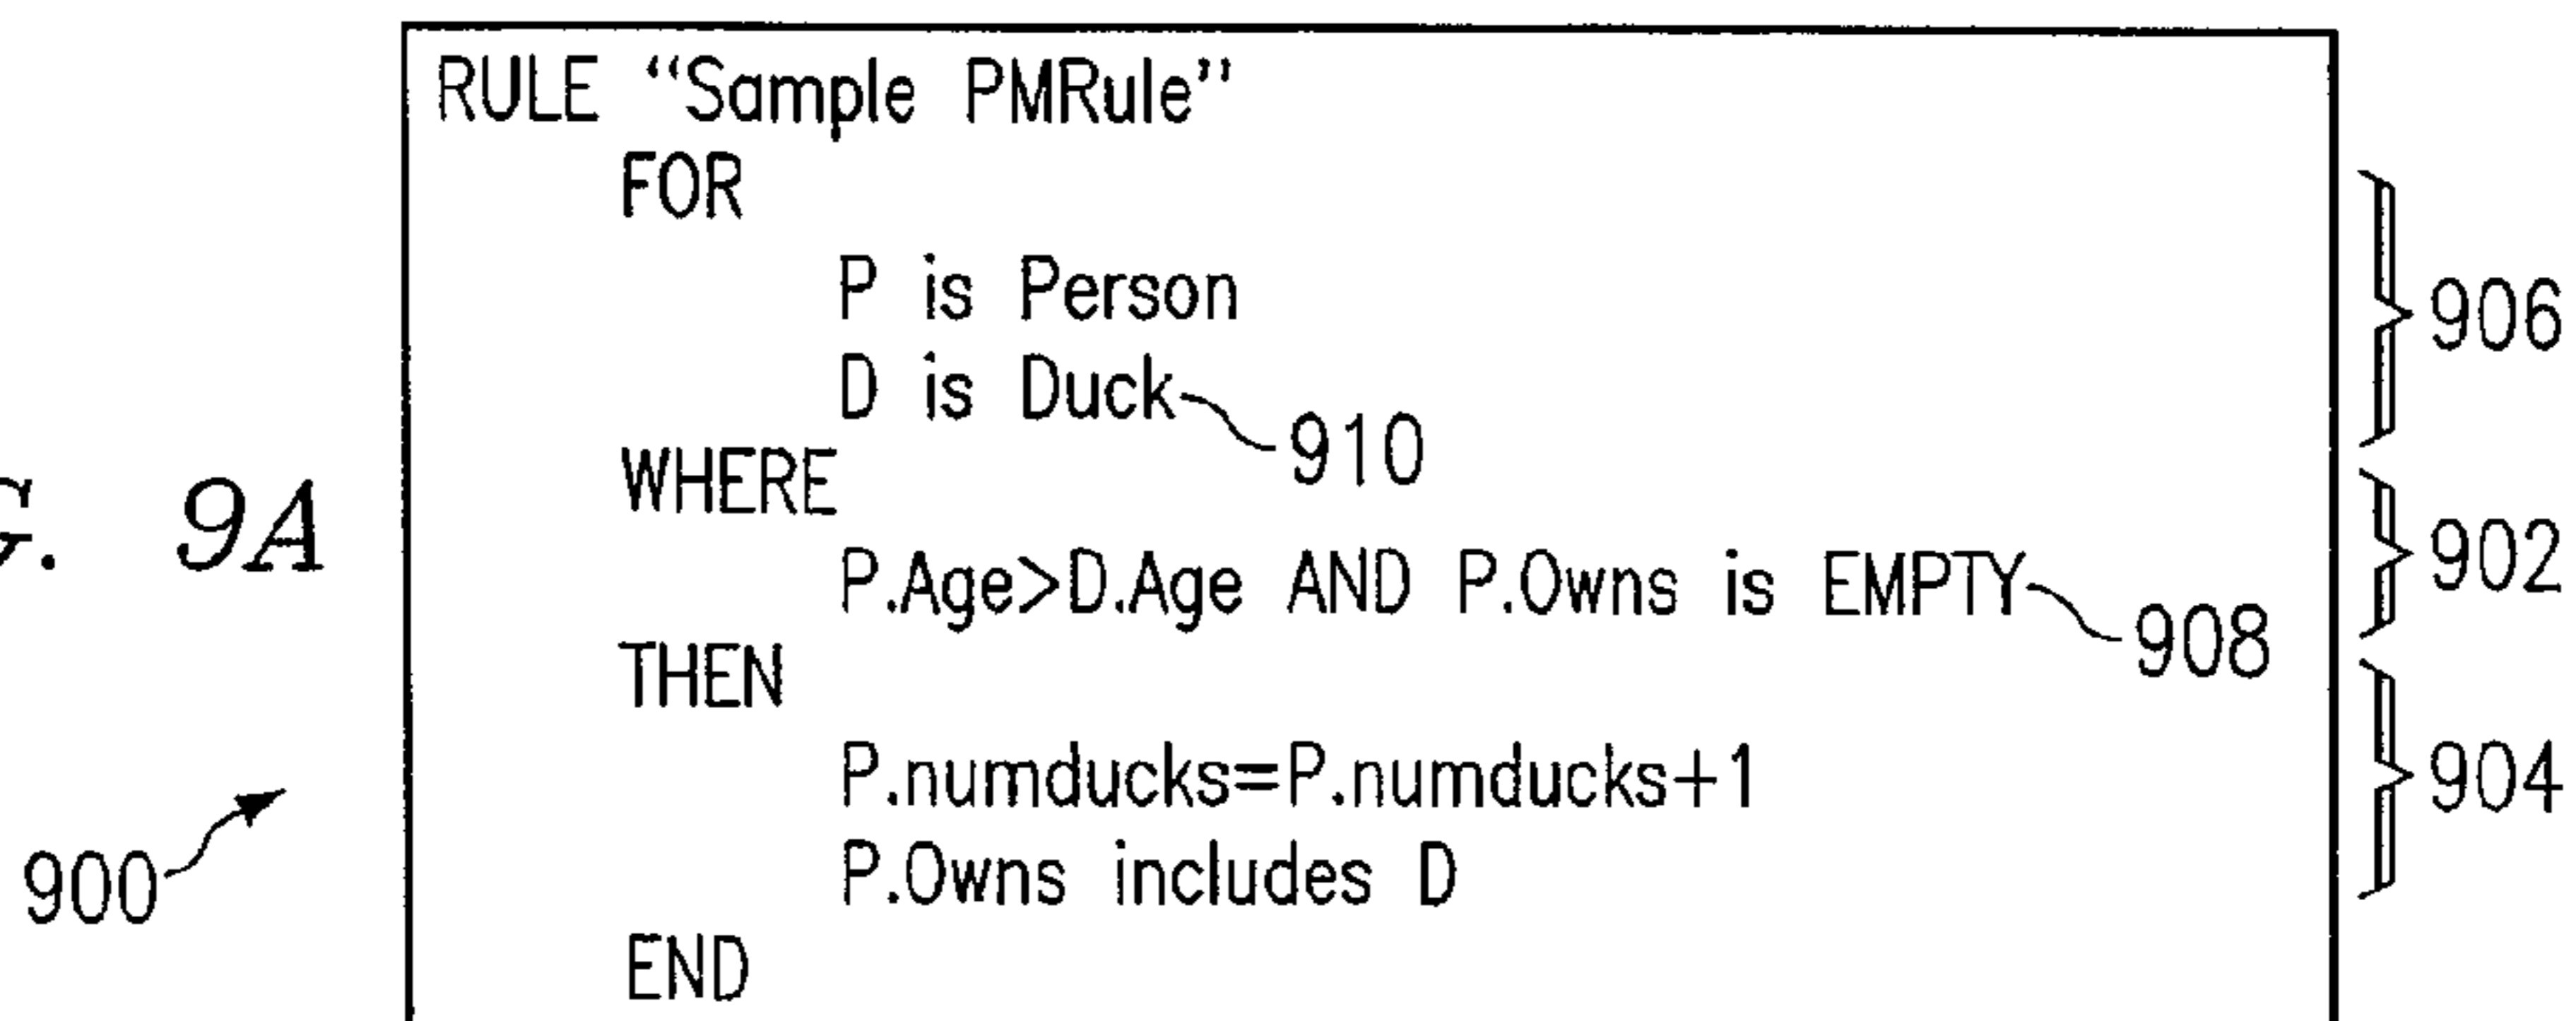 RULE “Sample PMRule”
FOR
P is Person
906
D is Duck
910
WHERE
G. 9A
P.Age>D.Age AND P.Owns is EMPTY
902
908
THEN
P.numducks=P.numducks+1
904
900
P.Owns includes D
END